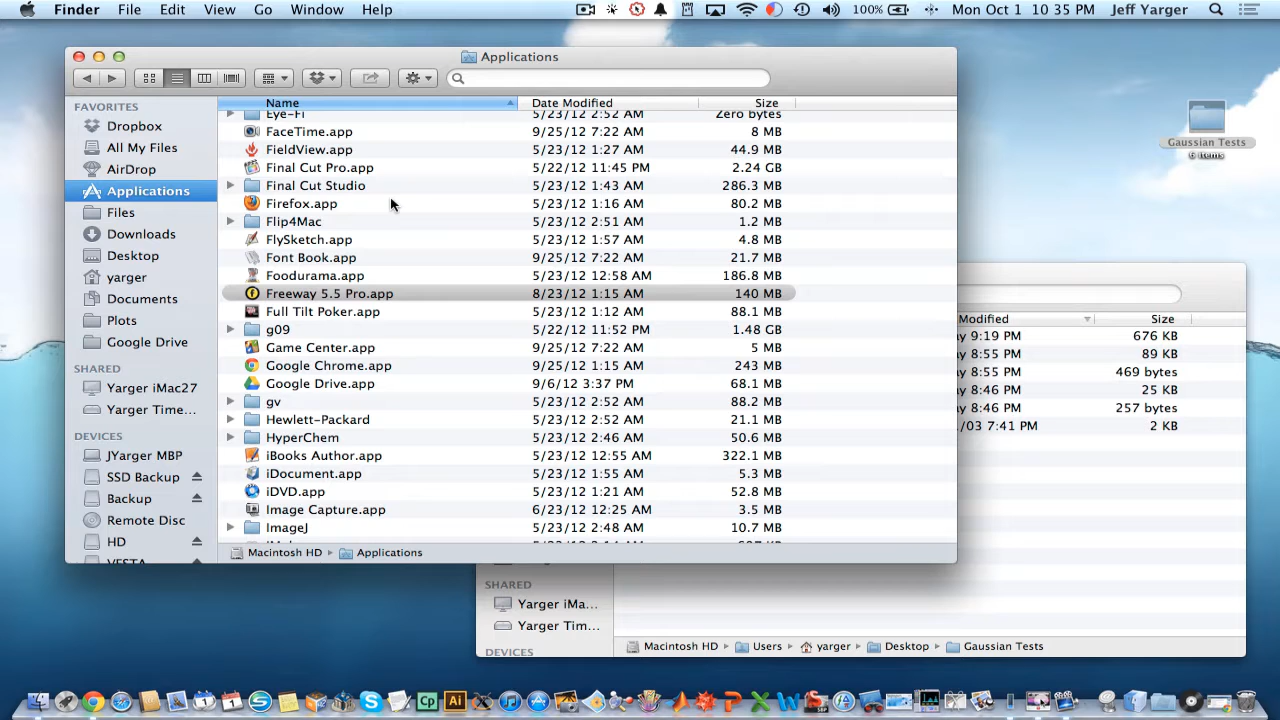 Finder File Edit View Go Window Help 100% Mon Oct 1 10:35 PM Jeff Yarger
Applications
FAVORITES
Dropbox
All My Files
AirDrop
Applications
Files
Downloads
Desktop
yarger
Documents
Plots
Google Drive
SHARED
Yarger iMac27
Yarger Time...
DEVICES
JYarger MBP
SSD Backup
Backup
Remote Disc
HD
VESTA
Name Date Modified Size
Eye-Fi 5/23/12 2:52 AM Zero bytes
FaceTime.app 9/25/12 7:22 AM 8 MB
FieldView.app 5/23/12 1:27 AM 44.9 MB
Final Cut Pro.app 5/22/12 11:45 PM 2.24 GB
Final Cut Studio 5/23/12 1:43 AM 286.3 MB
Firefox.app 5/23/12 1:16 AM 80.2 MB
Flip4Mac 5/23/12 2:51 AM 1.2 MB
FlySketch.app 5/23/12 1:57 AM 4.8 MB
Font Book.app 9/25/12 7:22 AM 21.7 MB
Foodurama.app 5/23/12 12:58 AM 186.8 MB
Freeway 5.5 Pro.app 8/23/12 1:15 AM 140 MB
Full Tilt Poker.app 5/23/12 1:12 AM 88.1 MB
g09 5/22/12 11:52 PM 1.48 GB
Game Center.app 9/25/12 7:22 AM 5 MB
Google Chrome.app 9/25/12 1:15 AM 243 MB
Google Drive.app 9/6/12 3:37 PM 68.1 MB
gv 5/23/12 2:52 AM 88.2 MB
Hewlett-Packard 5/23/12 2:52 AM 21.1 MB
HyperChem 5/23/12 2:46 AM 50.6 MB
iBooks Author.app 5/23/12 12:55 AM 322.1 MB
iDocument.app 5/23/12 1:55 AM 5.3 MB
iDVD.app 5/23/12 1:21 AM 52.8 MB
Image Capture.app 6/23/12 12:25 AM 3.5 MB
ImageJ 5/23/12 2:48 AM 10.7 MB
Macintosh HD Applications
Gaussian Tests
6 items
Modified Size
9:19 PM 676 KB
8:55 PM 89 KB
8:55 PM 469 bytes
8:46 PM 25 KB
8:46 PM 257 bytes
/03 7:41 PM 2 KB
SHARED
Yarger iMa...
Yarger Tim...
DEVICES
Macintosh HD Users yarger Desktop Gaussian Tests